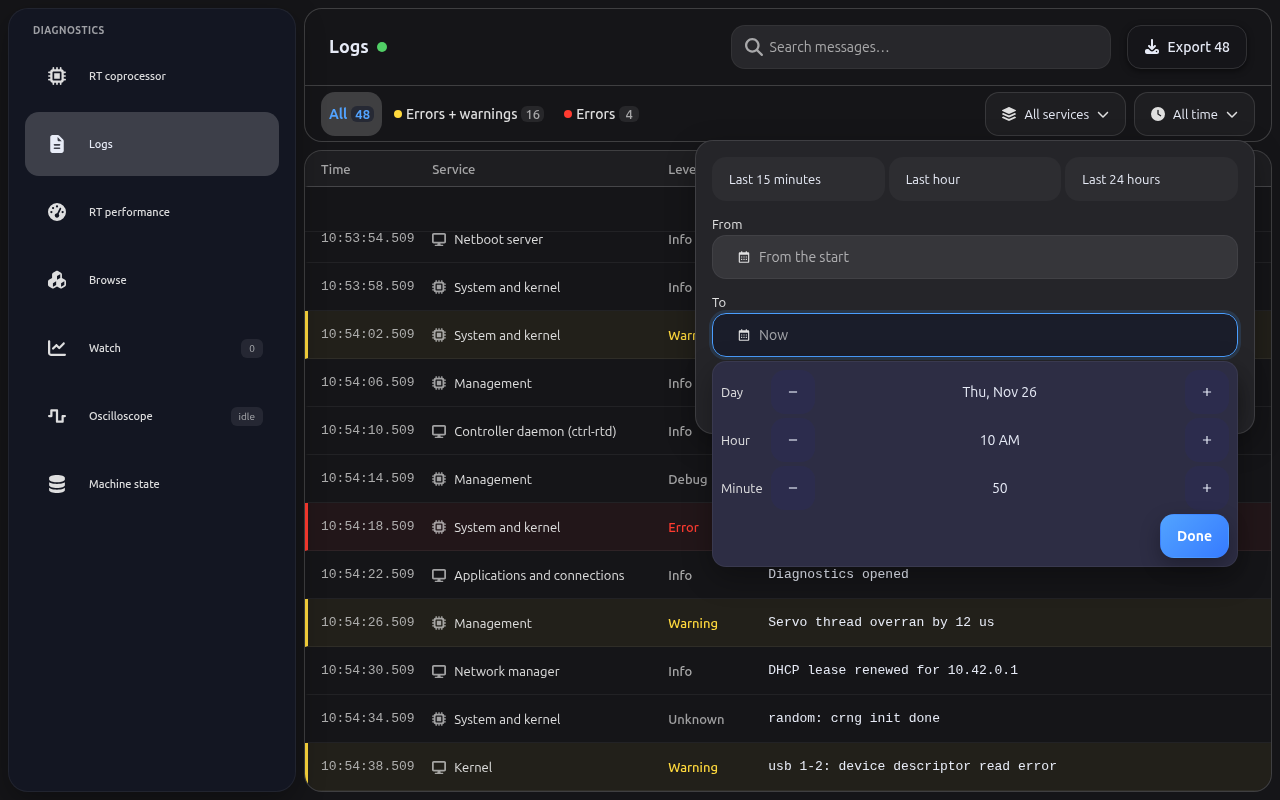 DIAGNOSTICS
RT coprocessor
Logs
RT performance
Browse
Watch 0
Oscilloscope idle
Machine state
Logs
Search messages…
Export 48
All 48
Errors + warnings 16
Errors 4
All services
All time
Time Service Leve
10:53:54.509 Netboot server Info
10:53:58.509 System and kernel Info
10:54:02.509 System and kernel Warn
10:54:06.509 Management Info
10:54:10.509 Controller daemon (ctrl-rtd) Info
10:54:14.509 Management Debug
10:54:18.509 System and kernel Error
10:54:22.509 Applications and connections Info Diagnostics opened
10:54:26.509 Management Warning Servo thread overran by 12 us
10:54:30.509 Network manager Info DHCP lease renewed for 10.42.0.1
10:54:34.509 System and kernel Unknown random: crng init done
10:54:38.509 Kernel Warning usb 1-2: device descriptor read error
Last 15 minutes
Last hour
Last 24 hours
From
From the start
To
Now
Day − Thu, Nov 26 +
Hour − 10 AM +
Minute − 50 +
Done